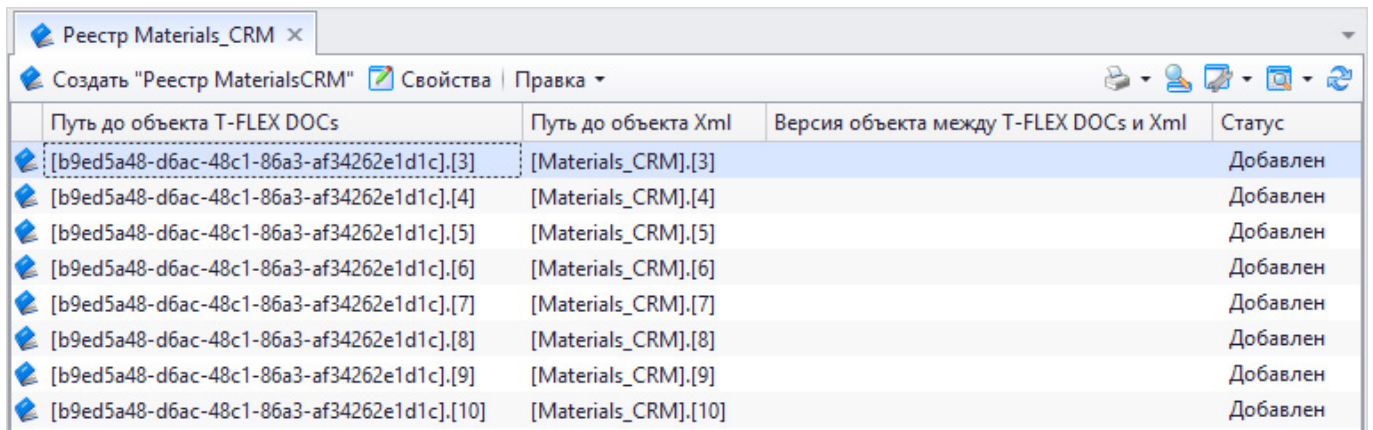 Реестр Materials_CRM
Создать "Реестр MaterialsCRM" Свойства Правка
Путь до объекта T-FLEX DOCs Путь до объекта Xml Версия объекта между T-FLEX DOCs и Xml Статус
[b9ed5a48-d6ac-48c1-86a3-af34262e1d1c].[3] [Materials_CRM].[3] Добавлен
[b9ed5a48-d6ac-48c1-86a3-af34262e1d1c].[4] [Materials_CRM].[4] Добавлен
[b9ed5a48-d6ac-48c1-86a3-af34262e1d1c].[5] [Materials_CRM].[5] Добавлен
[b9ed5a48-d6ac-48c1-86a3-af34262e1d1c].[6] [Materials_CRM].[6] Добавлен
[b9ed5a48-d6ac-48c1-86a3-af34262e1d1c].[7] [Materials_CRM].[7] Добавлен
[b9ed5a48-d6ac-48c1-86a3-af34262e1d1c].[8] [Materials_CRM].[8] Добавлен
[b9ed5a48-d6ac-48c1-86a3-af34262e1d1c].[9] [Materials_CRM].[9] Добавлен
[b9ed5a48-d6ac-48c1-86a3-af34262e1d1c].[10] [Materials_CRM].[10] Добавлен